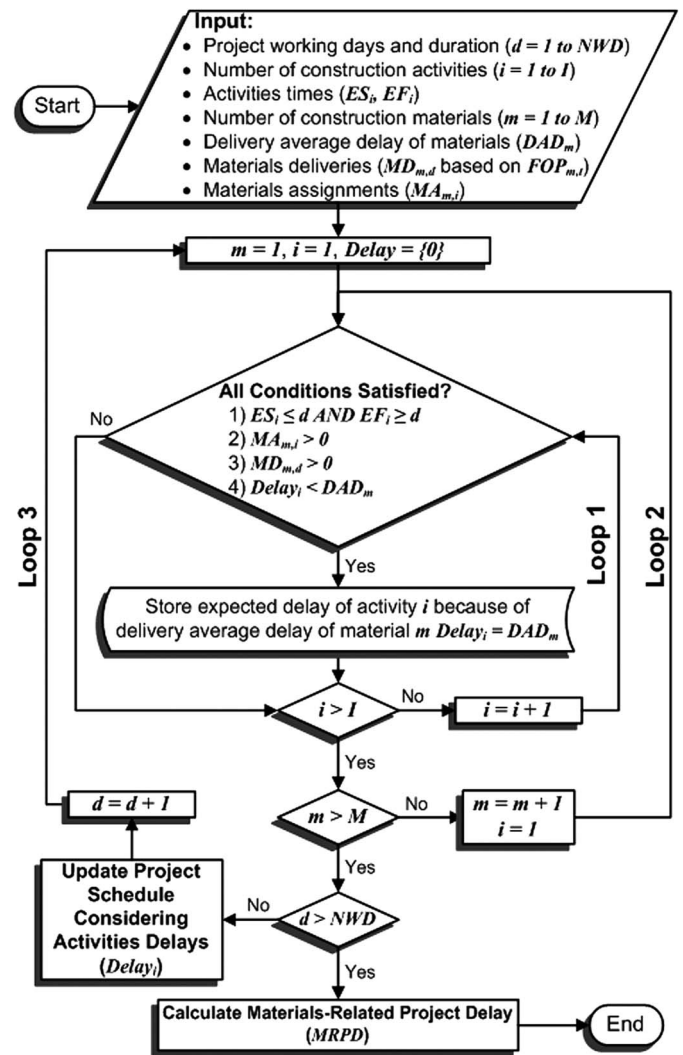 Start
Input:
• Project working days and duration (d = 1 to NWD)
• Number of construction activities (i = 1 to I)
• Activities times (ESi, EFi)
• Number of construction materials (m = 1 to M)
• Delivery average delay of materials (DADm)
• Materials deliveries (MDm,d based on FOPm,t)
• Materials assignments (MAm,i)
m = 1, i = 1, Delay = {0}
All Conditions Satisfied?
1) ESi ≤ d AND EFi ≥ d
2) MAm,i > 0
3) MDm,d > 0
4) Delayi < DADm
No
Yes
Loop 3
Loop 1
Loop 2
Store expected delay of activity i because of
delivery average delay of material m Delayi = DADm
i > I
No
i = i + 1
Yes
m > M
No
m = m + 1
i = 1
Yes
d = d + 1
Update Project
Schedule
Considering
Activities Delays
(Delayi)
No
d > NWD
Yes
Calculate Materials-Related Project Delay
(MRPD)
End